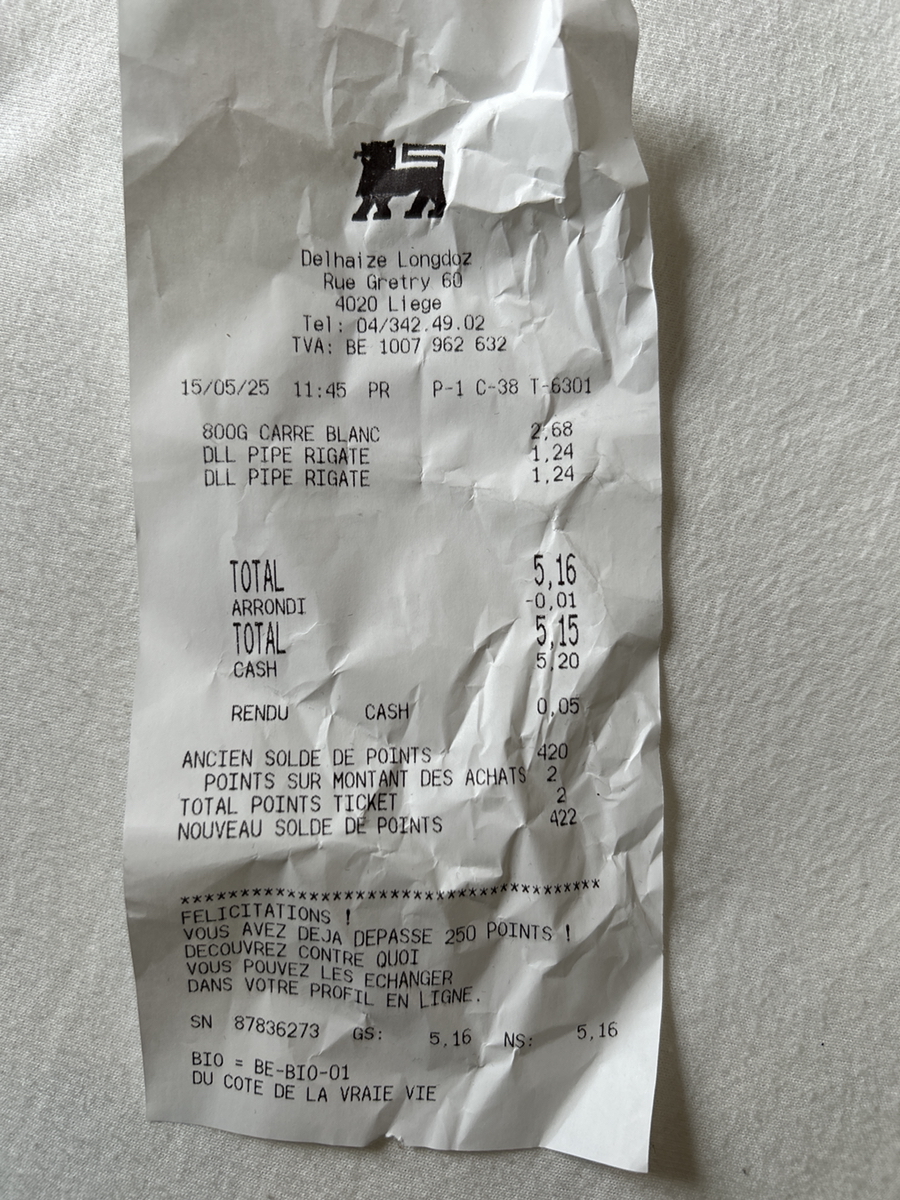 Delhaize Longdoz
Rue Gretry 60
4020 Liege
Tel: 04/342.49.02
TVA: BE 1007 962 632
15/05/25 11:45 PR P-1 C-38 T-6301
800G CARRE BLANC 2,68
DLL PIPE RIGATE 1,24
DLL PIPE RIGATE 1,24
TOTAL 5,16
ARRONDI -0,01
TOTAL 5,15
CASH 5,20
RENDU CASH 0,05
ANCIEN SOLDE DE POINTS 420
POINTS SUR MONTANT DES ACHATS 2
TOTAL POINTS TICKET 2
NOUVEAU SOLDE DE POINTS 422
****************************************
FELICITATIONS !
VOUS AVEZ DEJA DEPASSE 250 POINTS !
DECOUVREZ CONTRE QUOI
VOUS POUVEZ LES ECHANGER
DANS VOTRE PROFIL EN LIGNE.
SN 87836273 GS: 5,16 NS: 5,16
BIO = BE-BIO-01
DU COTE DE LA VRAIE VIE